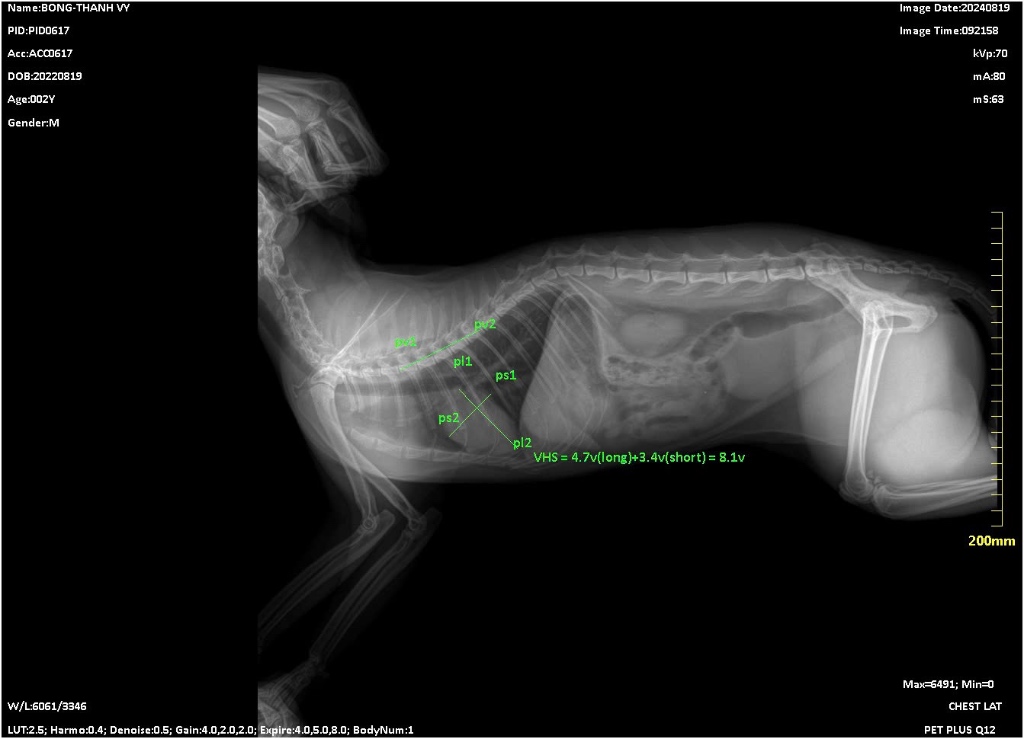 Name:BONG-THANH VY
PID:PID0617
Acc:ACC0617
DOB:20220819
Age:002Y
Gender:M
Image Date:20240819
Image Time:092158
kVp:70
mA:80
mS:63
pv2
pl1
ps1
ps2
pl2
VHS = 4.7v(long)+3.4v(short) = 8.1v
200mm
Max=6491; Min=0
W/L:6061/3346
CHEST LAT
LUT:2.5; Harmo:0.4; Denoise:0.5; Gain:4.0,2.0,2.0; Expire:4.0,5.0,8.0; BodyNum:1
PET PLUS Q12